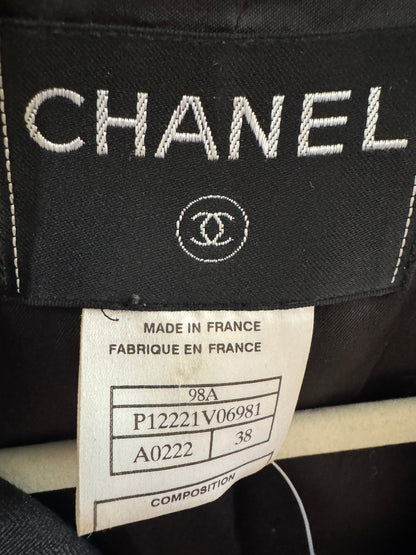 CHANEL
MADE IN FRANCE
FABRIQUE EN FRANCE
98A
P12221V06981
A0222 38
COMPOSITION